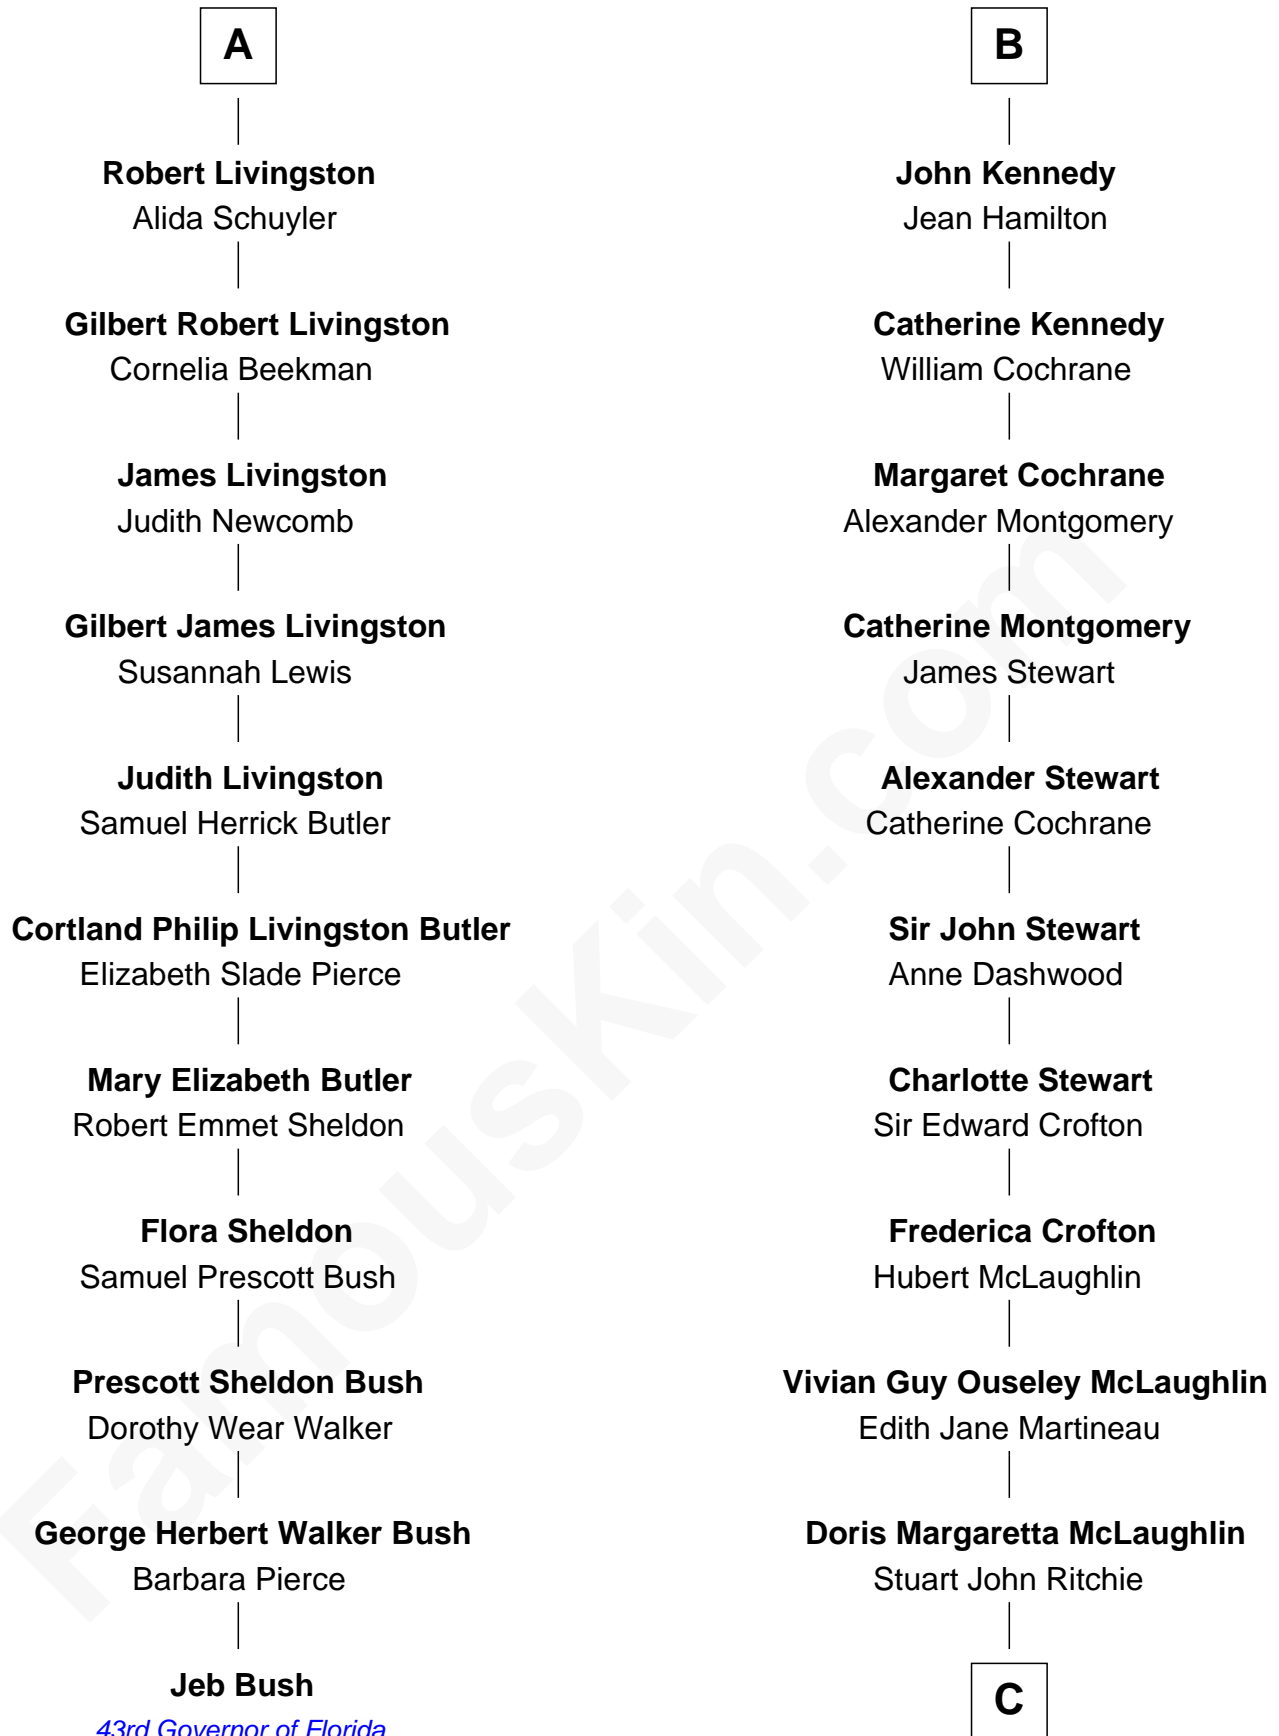 A
Robert Livingston
Alida Schuyler
Gilbert Robert Livingston
Cornelia Beekman
James Livingston
Judith Newcomb
Gilbert James Livingston
Susannah Lewis
Judith Livingston
Samuel Herrick Butler
Cortland Philip Livingston Butler
Elizabeth Slade Pierce
Mary Elizabeth Butler
Robert Emmet Sheldon
Flora Sheldon
Samuel Prescott Bush
Prescott Sheldon Bush
Dorothy Wear Walker
George Herbert Walker Bush
Barbara Pierce
Jeb Bush
43rd Governor of Florida
B
John Kennedy
Jean Hamilton
Catherine Kennedy
William Cochrane
Margaret Cochrane
Alexander Montgomery
Catherine Montgomery
James Stewart
Alexander Stewart
Catherine Cochrane
Sir John Stewart
Anne Dashwood
Charlotte Stewart
Sir Edward Crofton
Frederica Crofton
Hubert McLaughlin
Vivian Guy Ouseley McLaughlin
Edith Jane Martineau
Doris Margaretta McLaughlin
Stuart John Ritchie
C
FamousKin.com